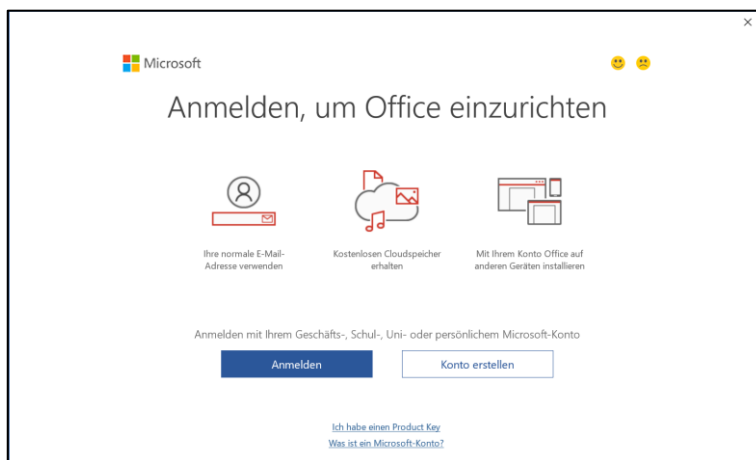 Microsoft
Anmelden, um Office einzurichten
Ihre normale E-Mail-
Adresse verwenden
Kostenlosen Cloudspeicher
erhalten
Mit Ihrem Konto Office auf
anderen Geräten installieren
Anmelden mit Ihrem Geschäfts-, Schul-, Uni- oder persönlichem Microsoft-Konto
Anmelden
Konto erstellen
Ich habe einen Product Key
Was ist ein Microsoft-Konto?